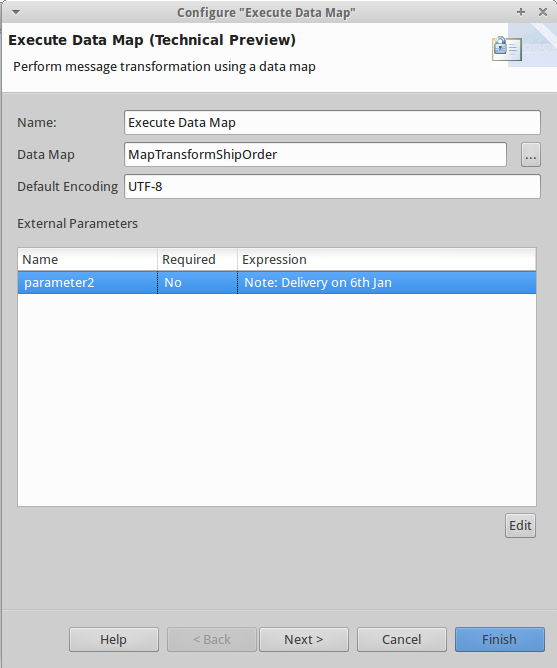 Configure "Execute Data Map"
Execute Data Map (Technical Preview)
Perform message transformation using a data map
Name: Execute Data Map
Data Map MapTransformShipOrder ...
Default Encoding UTF-8
External Parameters
Name Required Expression
parameter2 No Note: Delivery on 6th Jan
Edit
Help < Back Next > Cancel Finish